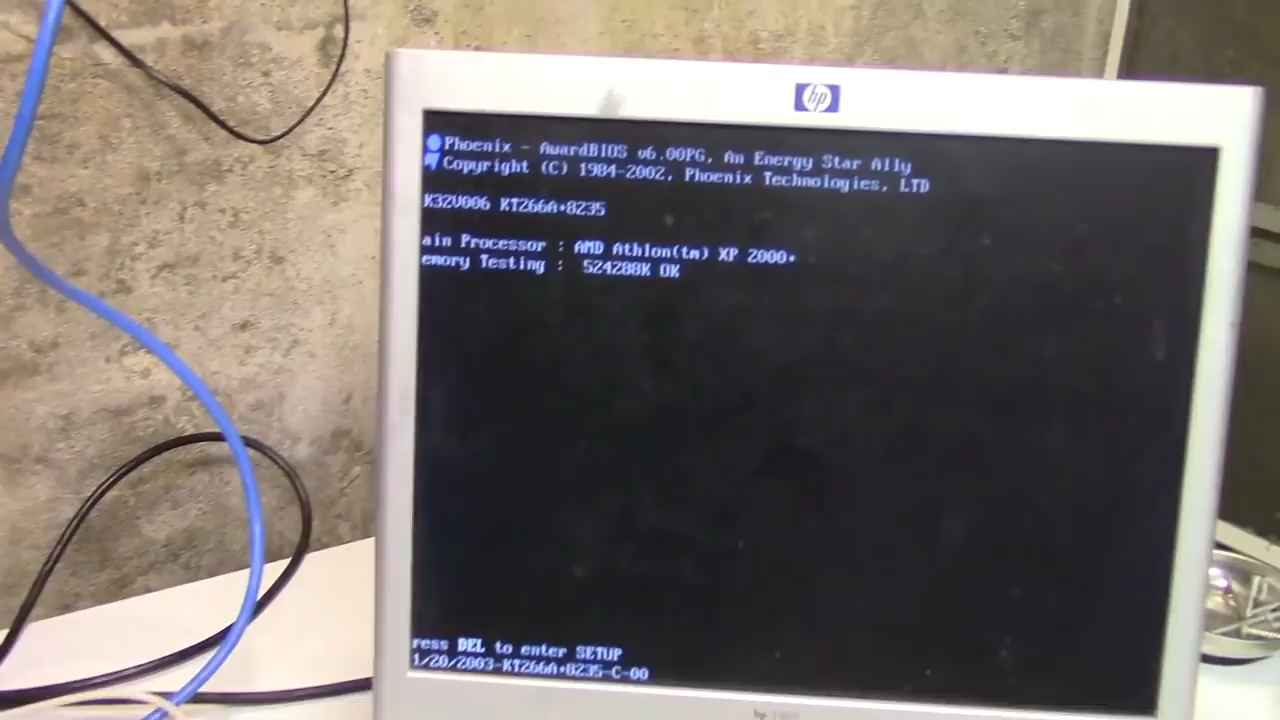 hp
Phoenix - AwardBIOS v6.00PG, An Energy Star Ally
Copyright (C) 1984-2002, Phoenix Technologies, LTD
K32V006 KT266A+8235
ain Processor : AMD Athlon(tm) XP 2000+
emory Testing : 524288K OK
ress DEL to enter SETUP
1/20/2003-KT266A+8235-C-00
hp